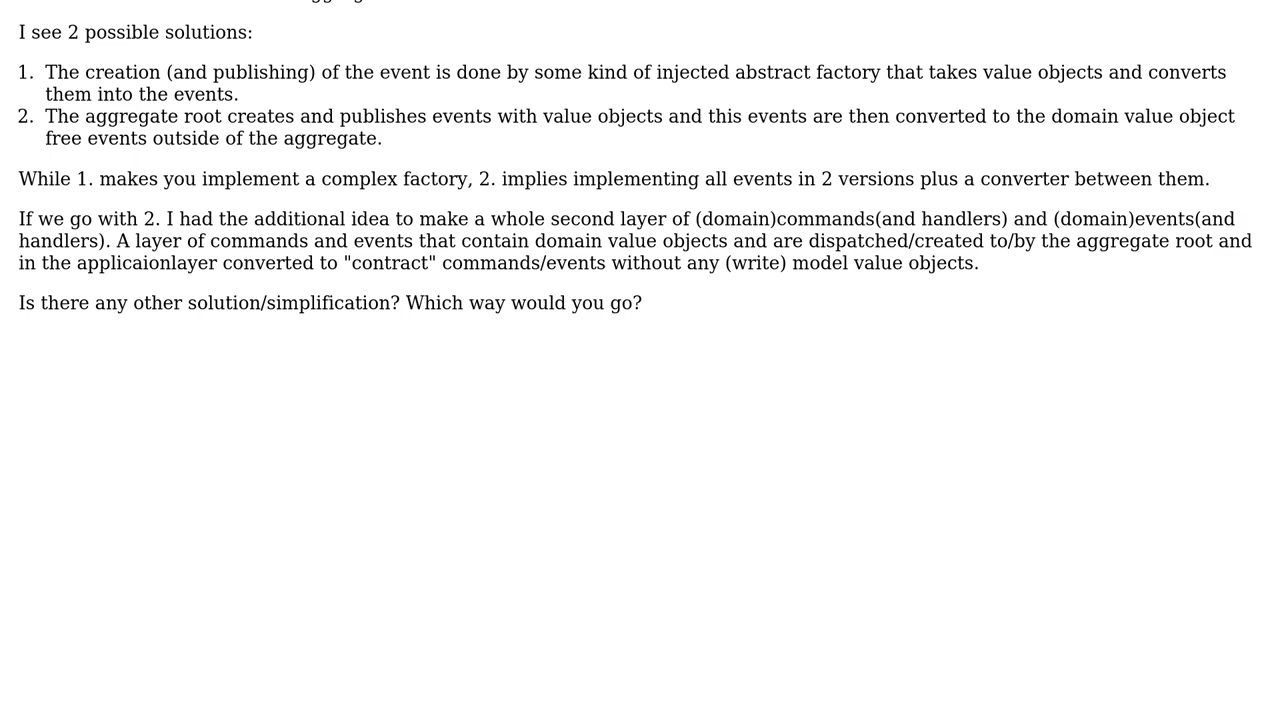 I see 2 possible solutions:
1. The creation (and publishing) of the event is done by some kind of injected abstract factory that takes value objects and converts
them into the events.
2. The aggregate root creates and publishes events with value objects and this events are then converted to the domain value object
free events outside of the aggregate.
While 1. makes you implement a complex factory, 2. implies implementing all events in 2 versions plus a converter between them.
If we go with 2. I had the additional idea to make a whole second layer of (domain)commands(and handlers) and (domain)events(and
handlers). A layer of commands and events that contain domain value objects and are dispatched/created to/by the aggregate root and
in the applicaionlayer converted to "contract" commands/events without any (write) model value objects.
Is there any other solution/simplification? Which way would you go?